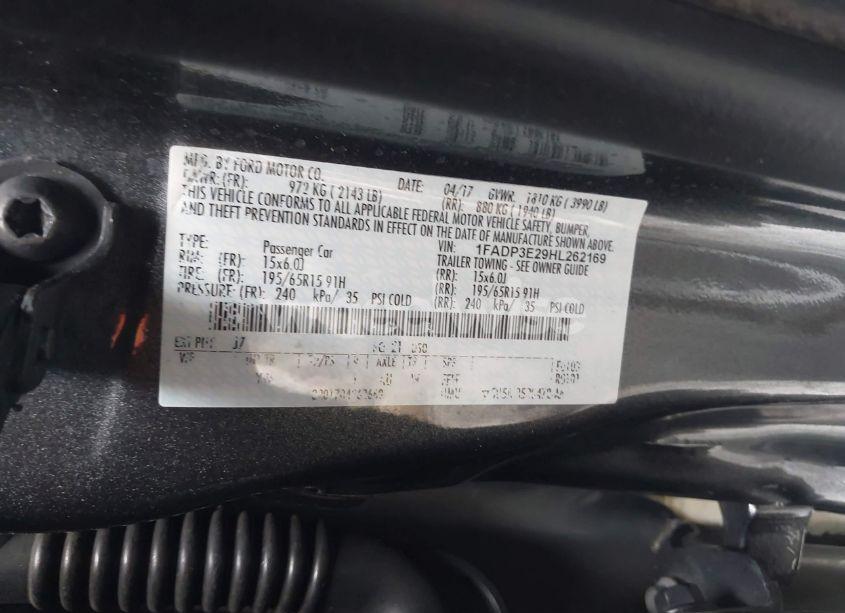 MFG. BY FORD MOTOR CO.
DATE: 04/17 GVWR: 1810 KG ( 3990 LB)
GAWR: (FR): 972 KG ( 2143 LB) (RR): 880 KG ( 1940 LB)
THIS VEHICLE CONFORMS TO ALL APPLICABLE FEDERAL MOTOR VEHICLE SAFETY, BUMPER,
AND THEFT PREVENTION STANDARDS IN EFFECT ON THE DATE OF MANUFACTURE SHOWN ABOVE.
VIN: 1FADP3E29HL262169
TYPE: Passenger Car TRAILER TOWING - SEE OWNER GUIDE
RIM: (FR): 15x6.0J (RR): 15x6.0J
TIRE: (FR): 195/65R15 91H (RR): 195/65R15 91H
PRESSURE: (FR): 240 kPa/ 35 PSI COLD (RR): 240 kPa/ 35 PSI COLD
EXT PNT:
AXLE